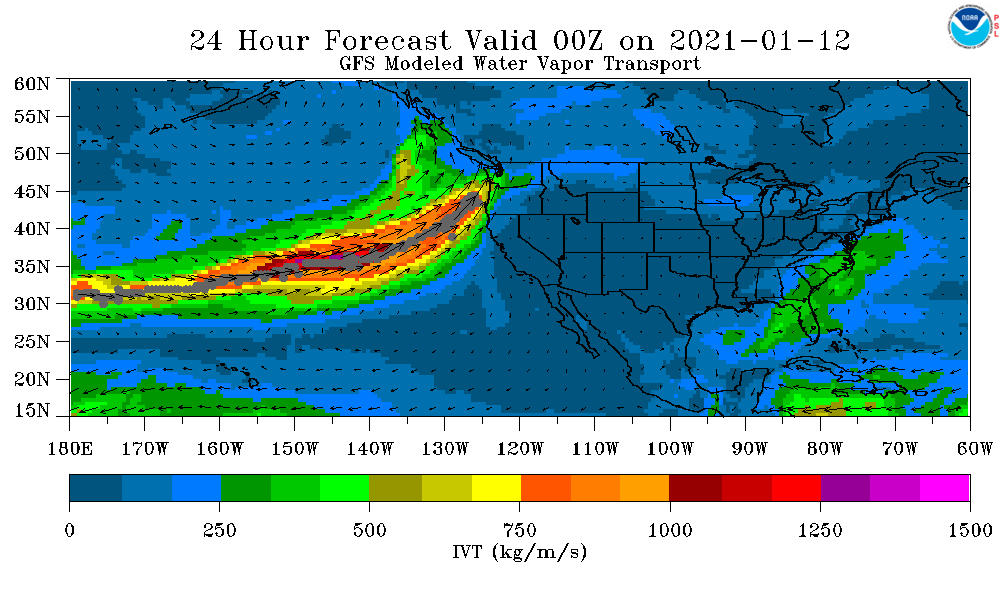 NOAA
PSL
24 Hour Forecast Valid 00Z on 2021-01-12
GFS Modeled Water Vapor Transport
60N
55N
50N
45N
40N
35N
30N
25N
20N
15N
180E 170W 160W 150W 140W 130W 120W 110W 100W 90W 80W 70W 60W
0 250 500 750 1000 1250 1500
IVT (kg/m/s)